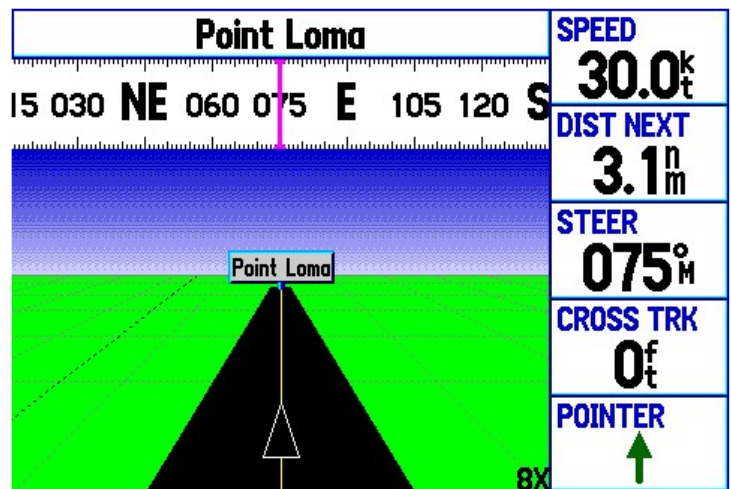 Point Loma
15 030 NE 060 075 E 105 120 S
Point Loma
8X
SPEED
30.0kt
DIST NEXT
3.1nm
STEER
075°M
CROSS TRK
0ft
POINTER